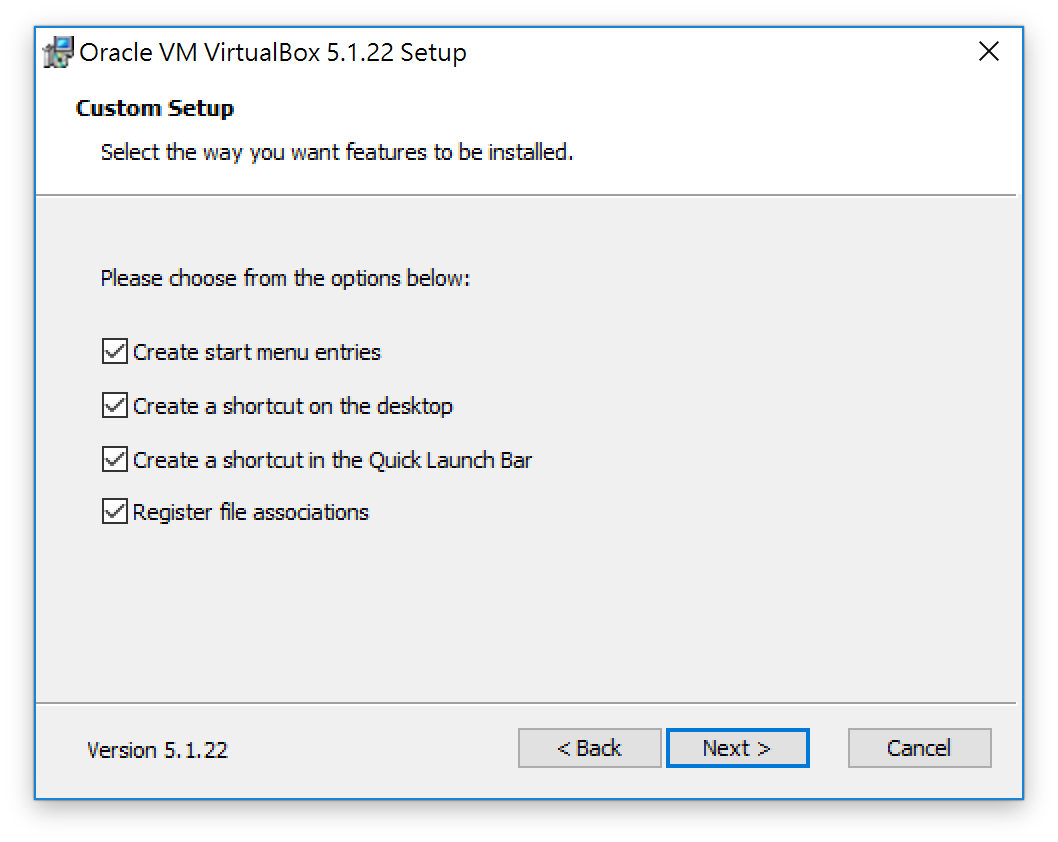 Oracle VM VirtualBox 5.1.22 Setup
Custom Setup
Select the way you want features to be installed.
Please choose from the options below:
Create start menu entries
Create a shortcut on the desktop
Create a shortcut in the Quick Launch Bar
Register file associations
Version 5.1.22
< Back
Next >
Cancel